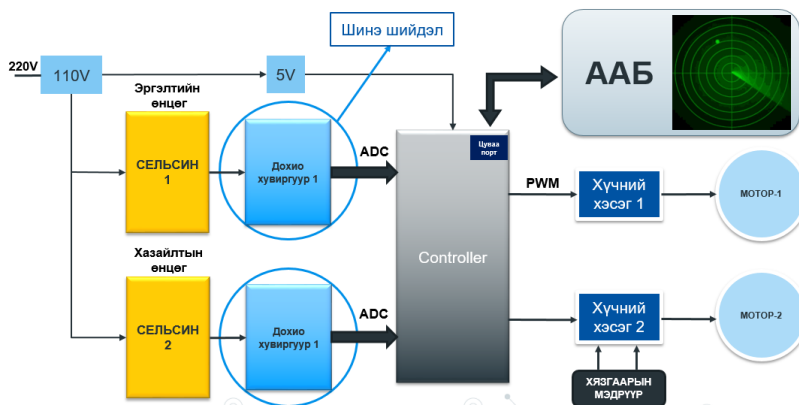 Шинэ шийдэл
220V
110V
5V
ААБ
Эргэлтийн
өнцөг
СЕЛЬСИН
1
Дохио
хувиргуур 1
ADC
Цуваа
порт
Controller
PWM
Хүчний
хэсэг 1
МОТОР-1
Хазайлтын
өнцөг
СЕЛЬСИН
2
Дохио
хувиргуур 1
ADC
Хүчний
хэсэг 2
МОТОР-2
ХЯЗГААРЫН
МЭДРҮҮР